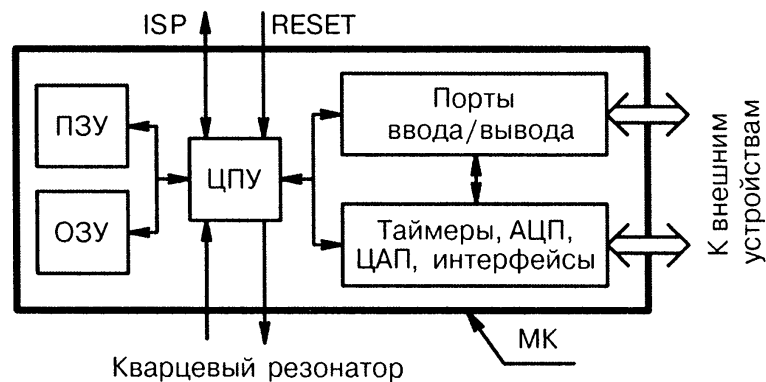 ISP
RESET
ПЗУ
ОЗУ
ЦПУ
Порты
ввода/вывода
Таймеры, АЦП,
ЦАП, интерфейсы
К внешним
устройствам
Кварцевый резонатор
МК